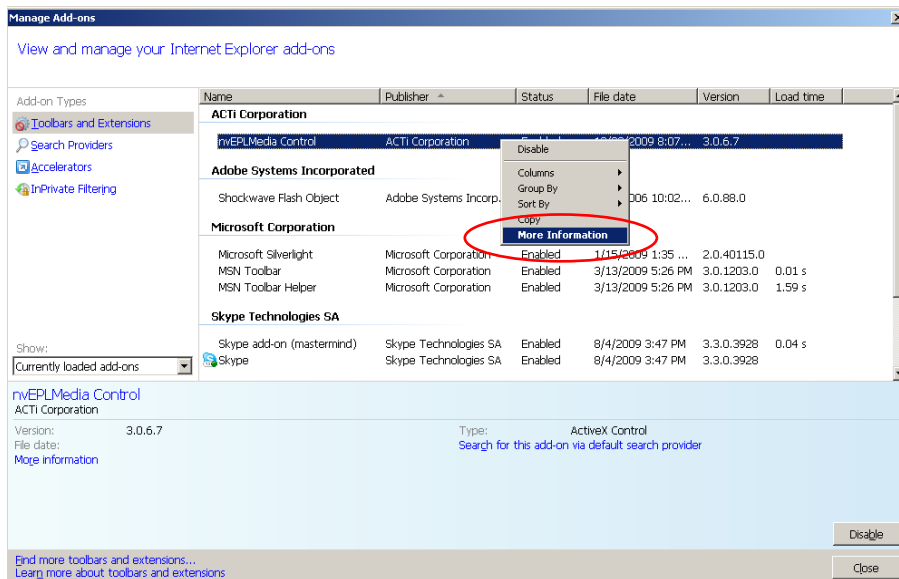 Manage Add-ons
View and manage your Internet Explorer add-ons
Add-on Types
Toolbars and Extensions
Search Providers
Accelerators
InPrivate Filtering
Show:
Currently loaded add-ons
Name Publisher Status File date Version Load time
ACTi Corporation
nvEPLMedia Control ACTi Corporation 2009 8:07... 3.0.6.7
Adobe Systems Incorporated
Shockwave Flash Object Adobe Systems Incorp. 006 10:02... 6.0.88.0
Microsoft Corporation
Microsoft Silverlight Microsoft Corporation Enabled 1/15/2009 1:35 ... 2.0.40115.0
MSN Toolbar Microsoft Corporation Enabled 3/13/2009 5:26 PM 3.0.1203.0 0.01 s
MSN Toolbar Helper Microsoft Corporation Enabled 3/13/2009 5:26 PM 3.0.1203.0 1.59 s
Skype Technologies SA
Skype add-on (mastermind) Skype Technologies SA Enabled 8/4/2009 3:47 PM 3.3.0.3928 0.04 s
Skype Skype Technologies SA Enabled 8/4/2009 3:47 PM 3.3.0.3928
Disable
Columns
Group By
Sort By
Copy
More Information
nvEPLMedia Control
ACTi Corporation
Version: 3.0.6.7 Type: ActiveX Control
File date: Search for this add-on via default search provider
More information
Disable
Find more toolbars and extensions...
Learn more about toolbars and extensions
Close